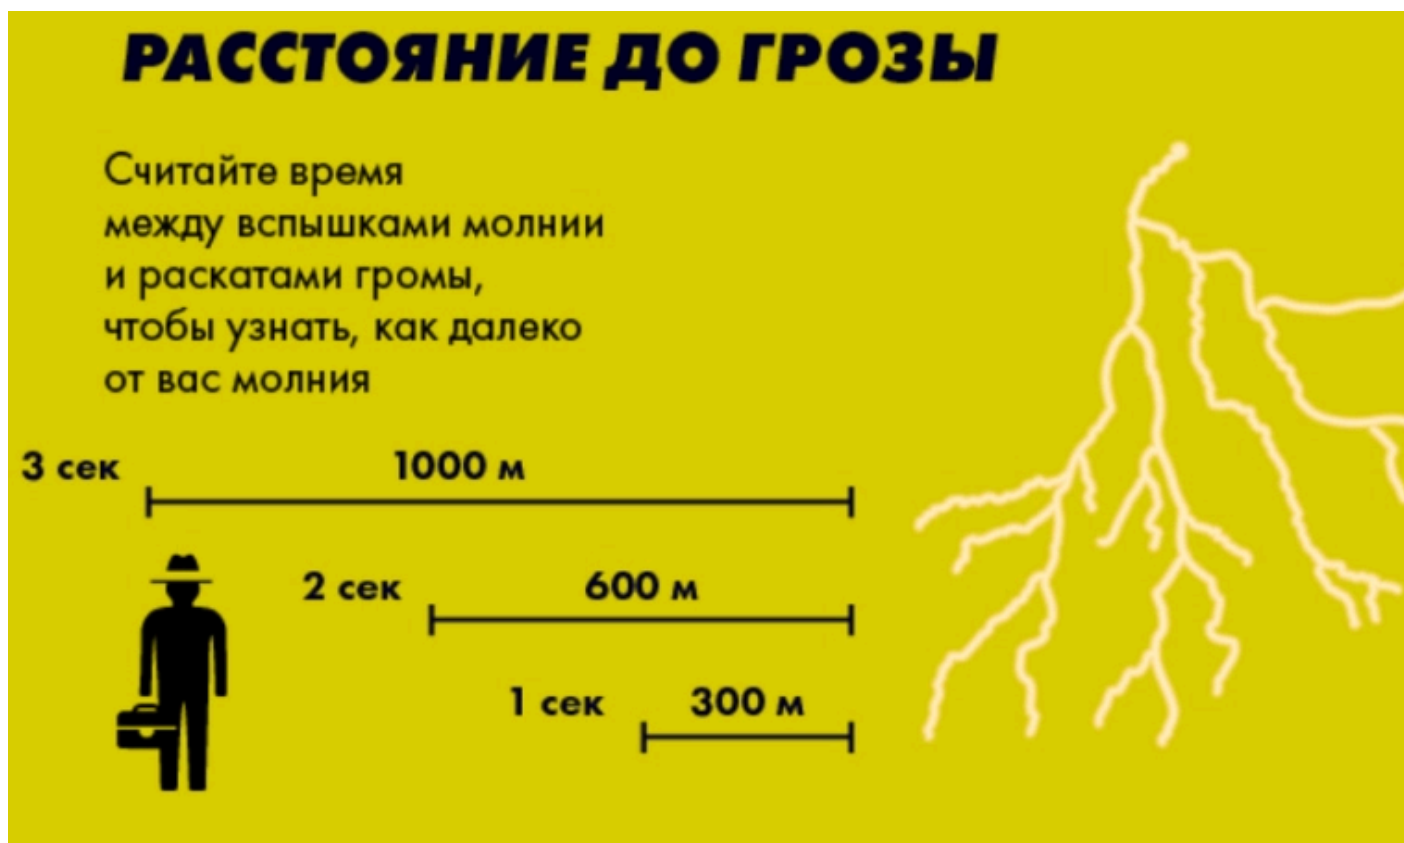 РАССТОЯНИЕ ДО ГРОЗЫ
Считайте время
между вспышками молнии
и раскатами громы,
чтобы узнать, как далеко
от вас молния
3 сек 1000 м
2 сек 600 м
1 сек 300 м